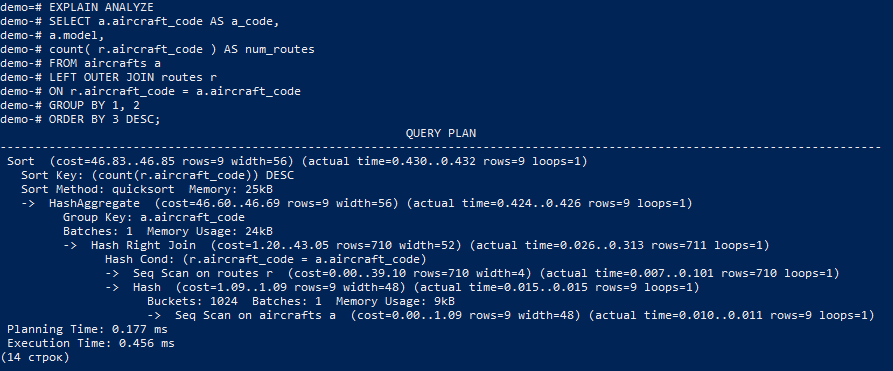 demo=# EXPLAIN ANALYZE
demo-# SELECT a.aircraft_code AS a_code,
demo-# a.model,
demo-# count( r.aircraft_code ) AS num_routes
demo-# FROM aircrafts a
demo-# LEFT OUTER JOIN routes r
demo-# ON r.aircraft_code = a.aircraft_code
demo-# GROUP BY 1, 2
demo-# ORDER BY 3 DESC;
QUERY PLAN
-----------------------------------------------------------------------------------------------------------------------------
Sort  (cost=46.83..46.85 rows=9 width=56) (actual time=0.430..0.432 rows=9 loops=1)
Sort Key: (count(r.aircraft_code)) DESC
Sort Method: quicksort  Memory: 25kB
->  HashAggregate  (cost=46.60..46.69 rows=9 width=56) (actual time=0.424..0.426 rows=9 loops=1)
Group Key: a.aircraft_code
Batches: 1  Memory Usage: 24kB
->  Hash Right Join  (cost=1.20..43.05 rows=710 width=52) (actual time=0.026..0.313 rows=711 loops=1)
Hash Cond: (r.aircraft_code = a.aircraft_code)
->  Seq Scan on routes r  (cost=0.00..39.10 rows=710 width=4) (actual time=0.007..0.101 rows=710 loops=1)
->  Hash  (cost=1.09..1.09 rows=9 width=48) (actual time=0.015..0.015 rows=9 loops=1)
Buckets: 1024  Batches: 1  Memory Usage: 9kB
->  Seq Scan on aircrafts a  (cost=0.00..1.09 rows=9 width=48) (actual time=0.010..0.011 rows=9 loops=1)
Planning Time: 0.177 ms
Execution Time: 0.456 ms
(14 строк)